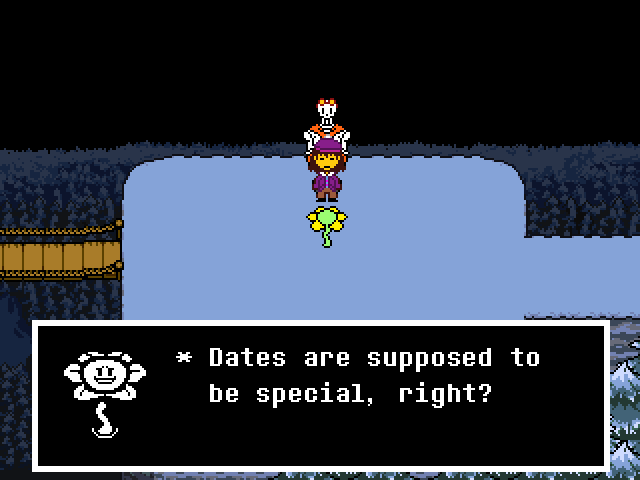 * Dates are supposed to
be special, right?